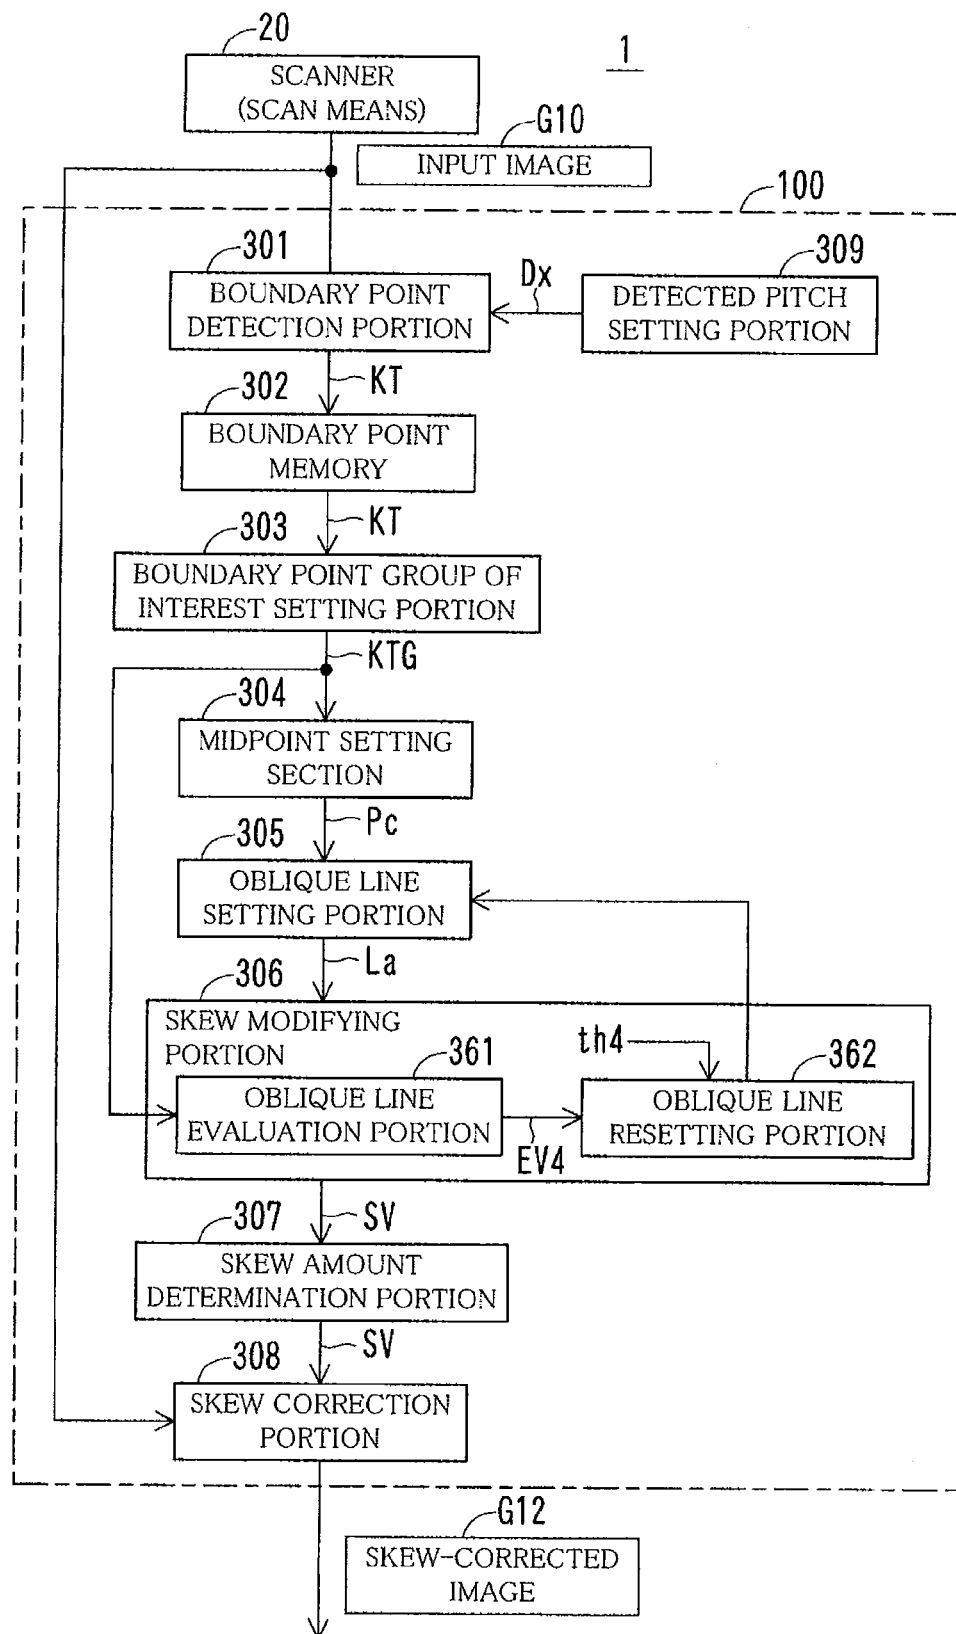 20
1
SCANNER
(SCAN MEANS)
G10
INPUT IMAGE
100
301
309
BOUNDARY POINT
DETECTION PORTION
Dx
DETECTED PITCH
SETTING PORTION
KT
302
BOUNDARY POINT
MEMORY
KT
303
BOUNDARY POINT GROUP OF
INTEREST SETTING PORTION
KTG
304
MIDPOINT SETTING
SECTION
Pc
305
OBLIQUE LINE
SETTING PORTION
La
306
SKEW MODIFYING
PORTION
th4
361
362
OBLIQUE LINE
EVALUATION PORTION
EV4
OBLIQUE LINE
RESETTING PORTION
SV
307
SKEW AMOUNT
DETERMINATION PORTION
SV
308
SKEW CORRECTION
PORTION
G12
SKEW-CORRECTED
IMAGE